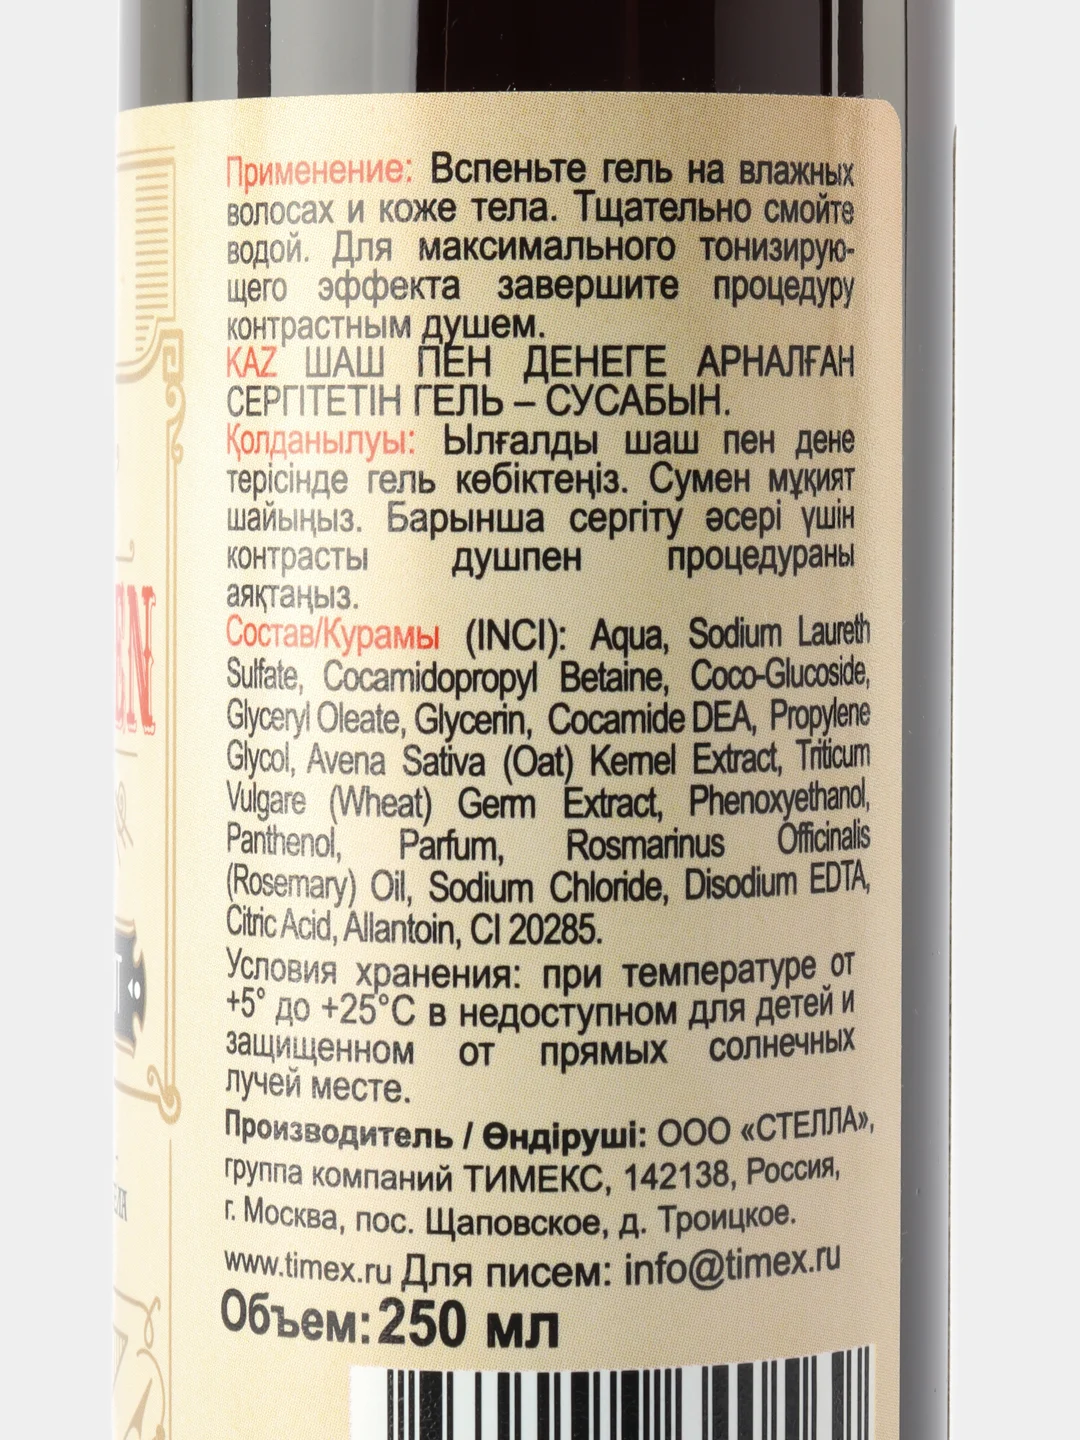 Применение: Вспеньте гель на влажных
волосах и коже тела. Тщательно смойте
водой. Для максимального тонизирую-
щего эффекта завершите процедуру
контрастным душем.
KAZ ШАШ ПЕН ДЕНЕГЕ АРНАЛҒАН
СЕРГІТЕТІН ГЕЛЬ – СУСАБЫН.
Қолданылуы: Ылғалды шаш пен дене
терісінде гель көбіктеңіз. Сумен мұқият
шайыңыз. Барынша сергіту әсері үшін
контрасты душпен процедураны
аяқтаңыз.
Состав/Курамы (INCI): Aqua, Sodium Laureth
Sulfate, Cocamidopropyl Betaine, Coco-Glucoside,
Glyceryl Oleate, Glycerin, Cocamide DEA, Propylene
Glycol, Avena Sativa (Oat) Kernel Extract, Triticum
Vulgare (Wheat) Germ Extract, Phenoxyethanol,
Panthenol, Parfum, Rosmarinus Officinalis
(Rosemary) Oil, Sodium Chloride, Disodium EDTA,
Citric Acid, Allantoin, CI 20285.
Условия хранения: при температуре от
+5° до +25°С в недоступном для детей и
защищенном от прямых солнечных
лучей месте.
Производитель / Өндіруші: ООО «СТЕЛЛА»,
группа компаний ТИМЕКС, 142138, Россия,
г. Москва, пос. Щаповское, д. Троицкое.
www.timex.ru Для писем: info@timex.ru
Объем: 250 мл